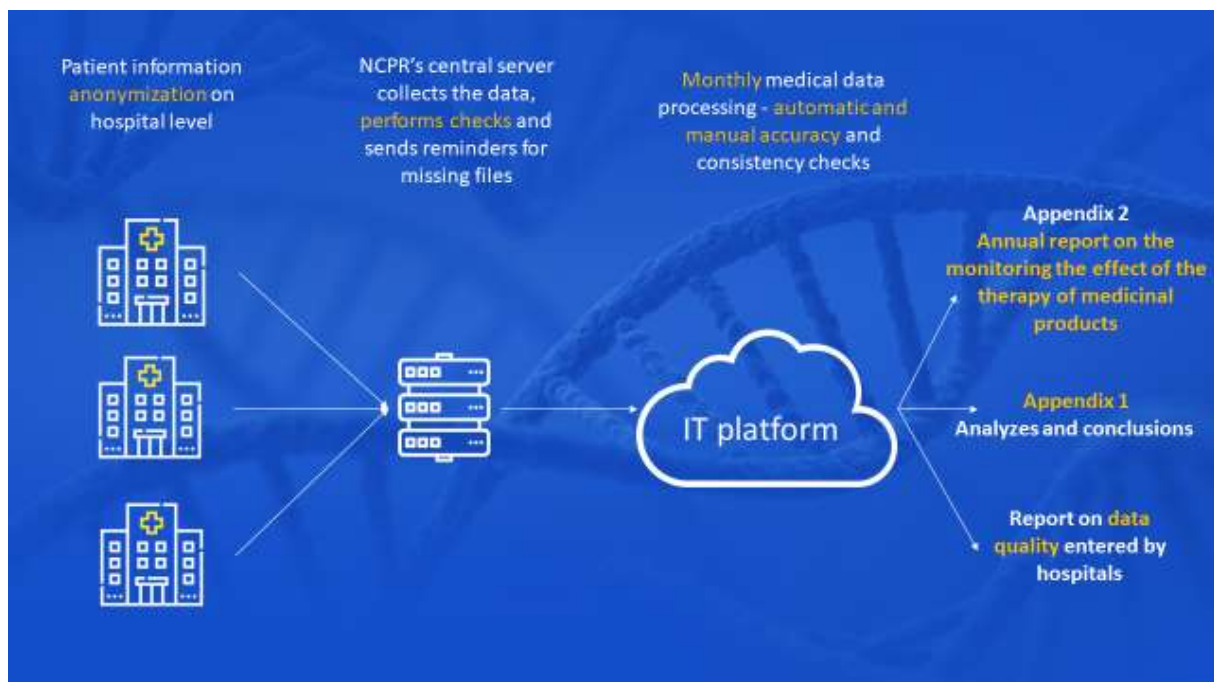 Patient information
anonymization on
hospital level
NCPR's central server
collects the data,
performs checks and
sends reminders for
missing files
Monthly medical data
processing - automatic and
manual accuracy and
consistency checks
IT platform
Appendix 2
Annual report on the
monitoring the effect of the
therapy of medicinal
products
Appendix 1
Analyzes and conclusions
Report on data
quality entered by
hospitals